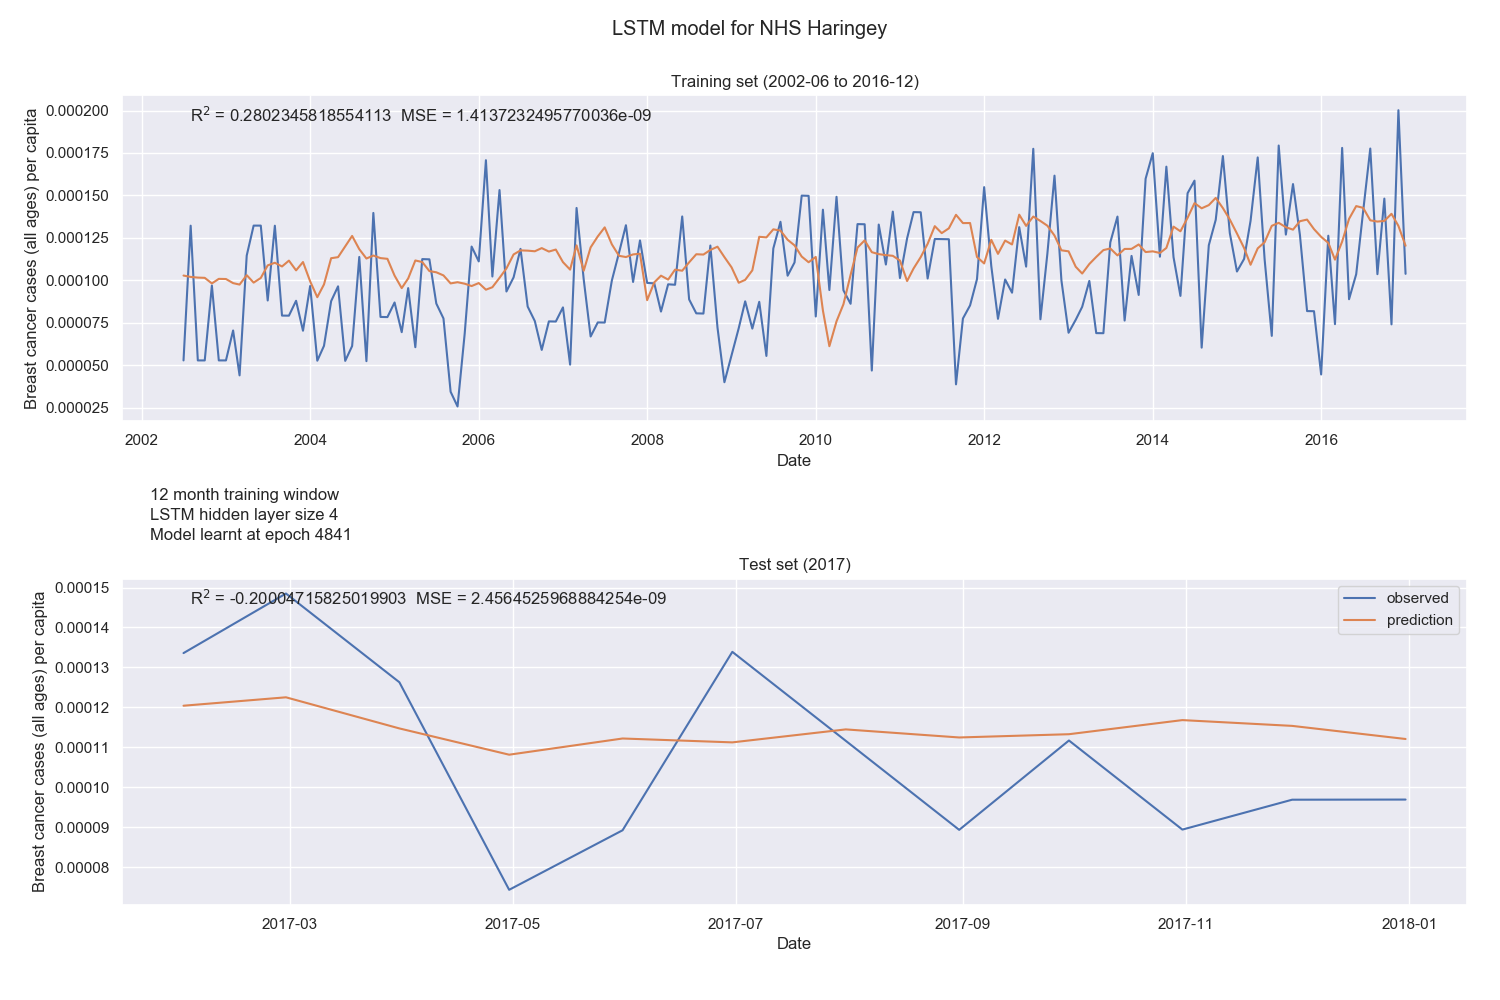 LSTM model for NHS Haringey
Training set (2002-06 to 2016-12)
R² = 0.2802345818554113 MSE = 1.4137232495770036e-09
Breast cancer cases (all ages) per capita
0.000200
0.000175
0.000150
0.000125
0.000100
0.000075
0.000050
0.000025
2002 2004 2006 2008 2010 2012 2014 2016
Date
12 month training window
LSTM hidden layer size 4
Model learnt at epoch 4841
Test set (2017)
R² = -0.20004715825019903 MSE = 2.4564525968884254e-09
observed
prediction
Breast cancer cases (all ages) per capita
0.00015
0.00014
0.00013
0.00012
0.00011
0.00010
0.00009
0.00008
2017-03 2017-05 2017-07 2017-09 2017-11 2018-01
Date